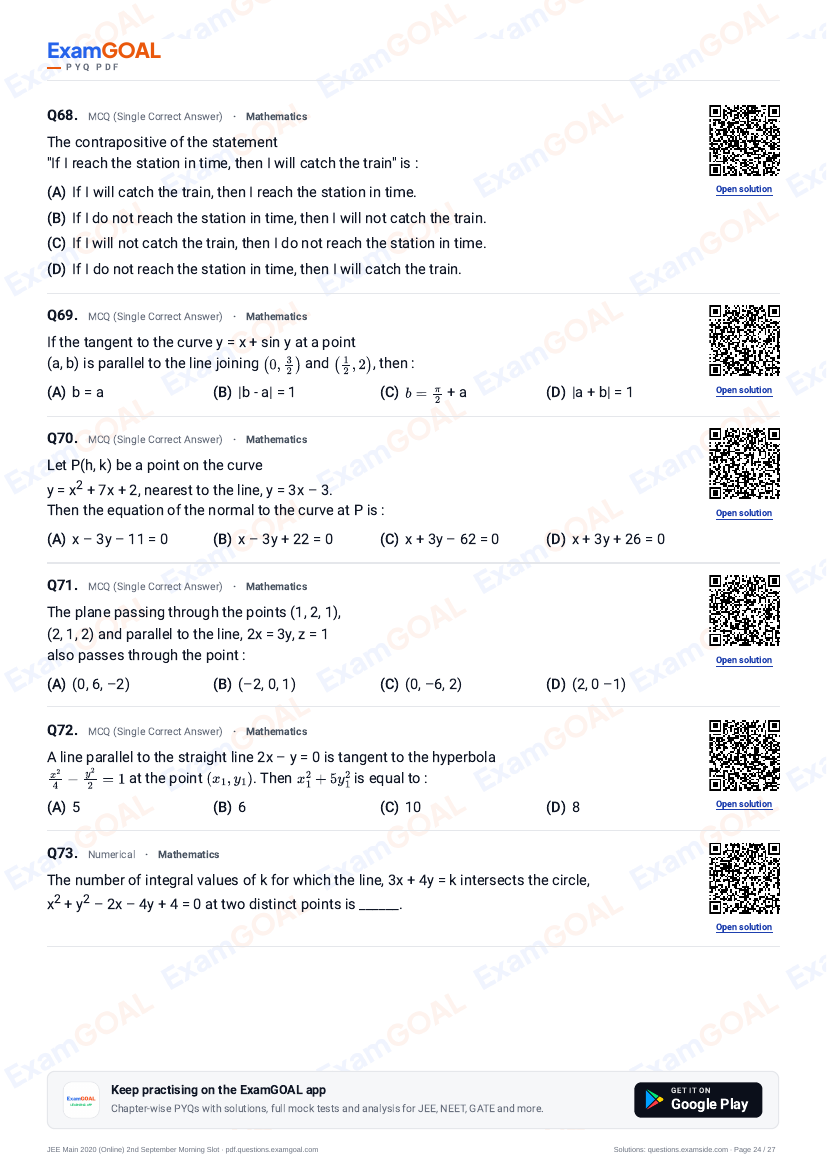 ExamGOAL
PYQ PDF
Q68. MCQ (Single Correct Answer) · Mathematics
The contrapositive of the statement
"If I reach the station in time, then I will catch the train" is :
(A) If I will catch the train, then I reach the station in time.
(B) If I do not reach the station in time, then I will not catch the train.
(C) If I will not catch the train, then I do not reach the station in time.
(D) If I do not reach the station in time, then I will catch the train.
Open solution
Q69. MCQ (Single Correct Answer) · Mathematics
If the tangent to the curve y = x + sin y at a point
(a, b) is parallel to the line joining (0, 3/2) and (1/2, 2), then :
(A) b = a (B) |b - a| = 1 (C) b = π/2 + a (D) |a + b| = 1
Open solution
Q70. MCQ (Single Correct Answer) · Mathematics
Let P(h, k) be a point on the curve
y = x² + 7x + 2, nearest to the line, y = 3x − 3.
Then the equation of the normal to the curve at P is :
(A) x − 3y − 11 = 0 (B) x − 3y + 22 = 0 (C) x + 3y − 62 = 0 (D) x + 3y + 26 = 0
Open solution
Q71. MCQ (Single Correct Answer) · Mathematics
The plane passing through the points (1, 2, 1),
(2, 1, 2) and parallel to the line, 2x = 3y, z = 1
also passes through the point :
(A) (0, 6, −2) (B) (−2, 0, 1) (C) (0, −6, 2) (D) (2, 0 −1)
Open solution
Q72. MCQ (Single Correct Answer) · Mathematics
A line parallel to the straight line 2x − y = 0 is tangent to the hyperbola
x²/4 − y²/2 = 1 at the point (x₁, y₁). Then x₁² + 5y₁² is equal to :
(A) 5 (B) 6 (C) 10 (D) 8
Open solution
Q73. Numerical · Mathematics
The number of integral values of k for which the line, 3x + 4y = k intersects the circle,
x² + y² − 2x − 4y + 4 = 0 at two distinct points is ______.
Open solution
ExamGOAL
Keep practising on the ExamGOAL app
Chapter-wise PYQs with solutions, full mock tests and analysis for JEE, NEET, GATE and more.
GET IT ON
Google Play
JEE Main 2020 (Online) 2nd September Morning Slot · pdf.questions.examgoal.com
Solutions: questions.examside.com · Page 24 / 27